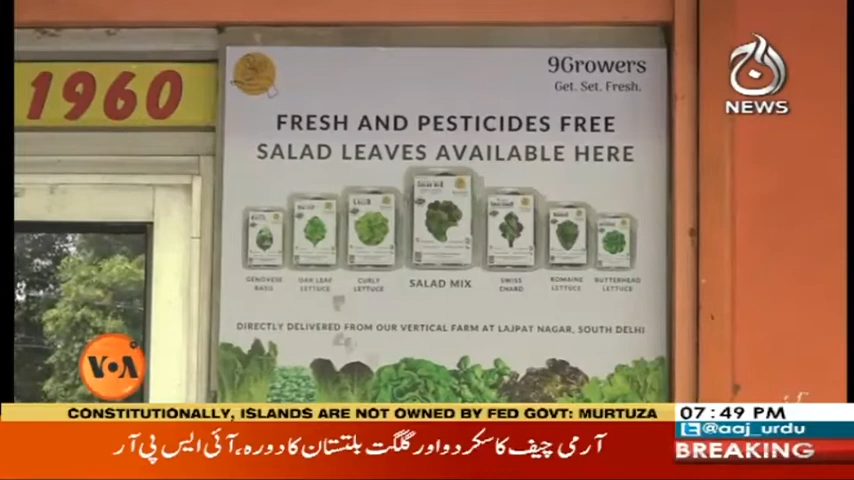 1960
9Growers
Get. Set. Fresh.
FRESH AND PESTICIDES FREE
SALAD LEAVES AVAILABLE HERE
GENOVESE BASIL
OAK LEAF LETTUCE
CURLY LETTUCE
SALAD MIX
SWISS CHARD
ROMAINE LETTUCE
BUTTERHEAD LETTUCE
DIRECTLY DELIVERED FROM OUR VERTICAL FARM AT LAJPAT NAGAR, SOUTH DELHI
آج
NEWS
VOA
CONSTITUTIONALLY, ISLANDS ARE NOT OWNED BY FED GOVT: MURTUZA
07:49 PM
@aaj_urdu
آرمی چیف کا سکردو اور گلگت بلتستان کا دورہ، آئی ایس پی آر
BREAKING